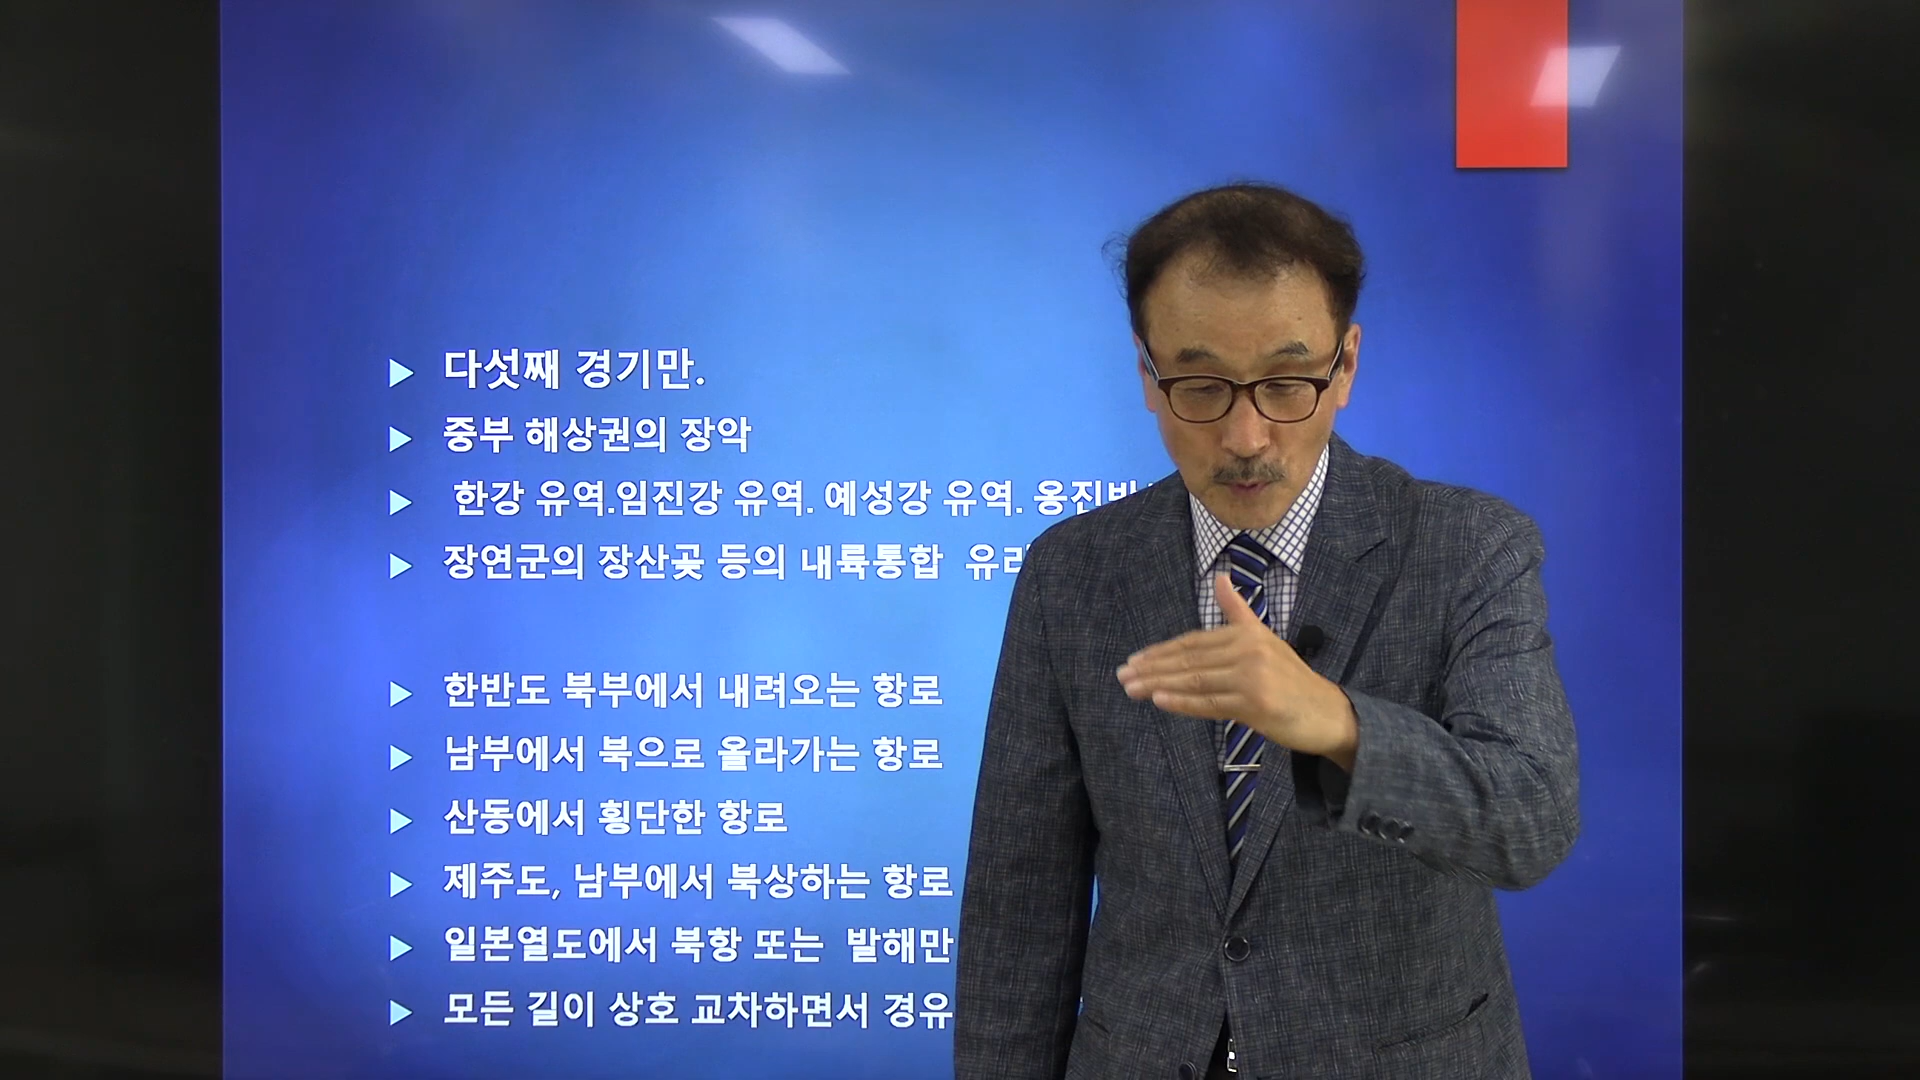 다섯째 경기만.
중부 해상권의 장악
한강 유역.임진강 유역. 예성강 유역.
장연군의 장산곶 등의 내륙통합
한반도 북부에서 내려오는 항로
남부에서 북으로 올라가는 항로
산동에서 횡단한 항로
제주도, 남부에서 북상하는 항로
일본열도에서 북항 또는 발해만
모든 길이 상호 교차하면서 경유